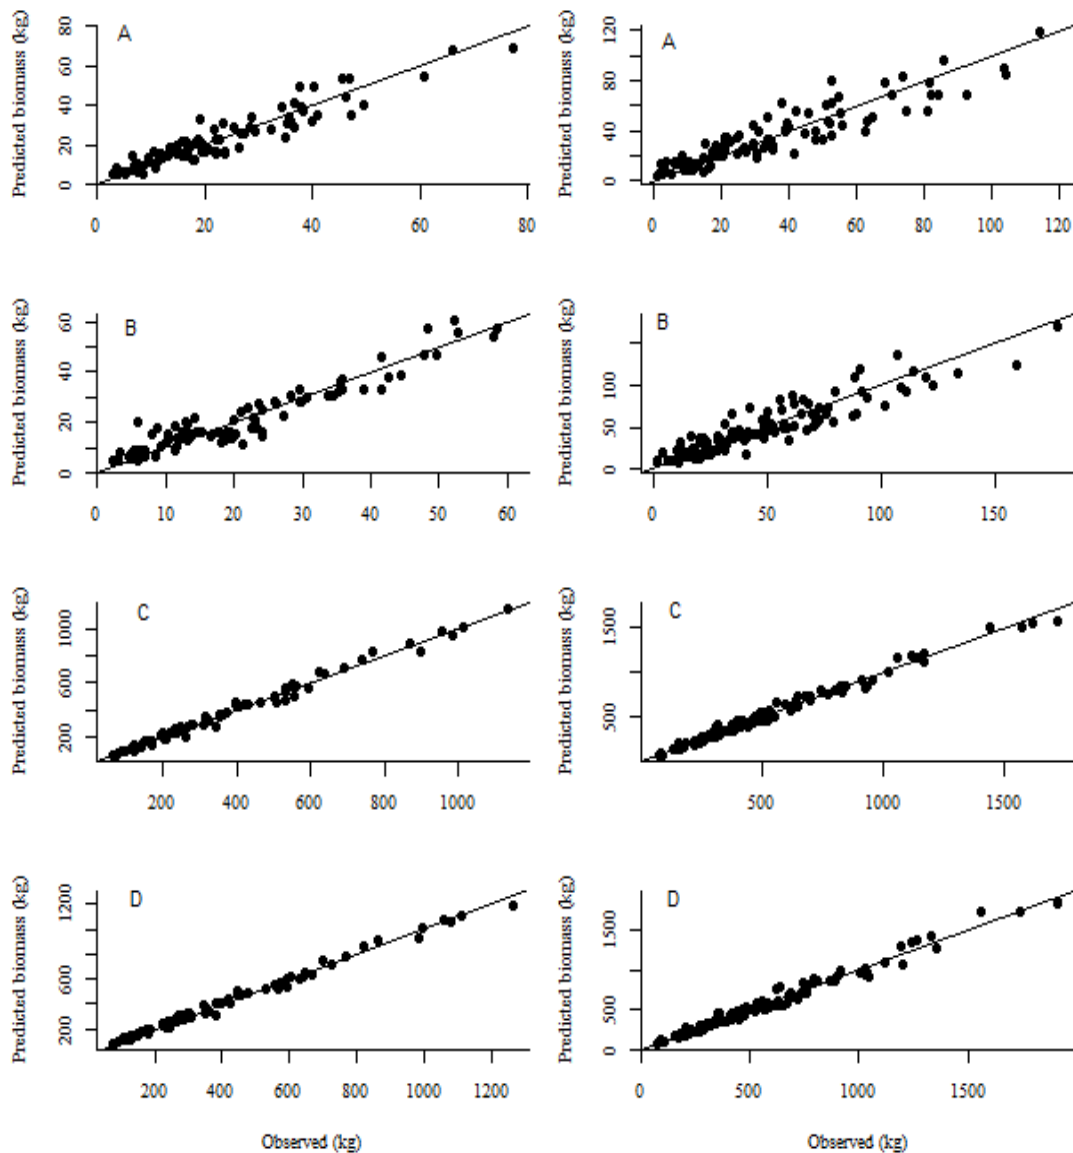 Predicted biomass (kg)
A
0 20 40 60 80
0 20 40 60 80
Predicted biomass (kg)
A
0 40 80 120
0 20 40 60 80 100 120
Predicted biomass (kg)
B
0 20 40 60
0 10 20 30 40 50 60
Predicted biomass (kg)
B
0 50 100
0 50 100 150
Predicted biomass (kg)
C
200 600 1000
200 400 600 800 1000
Predicted biomass (kg)
C
500 1500
500 1000 1500
Predicted biomass (kg)
D
200 600 1200
200 400 600 800 1000 1200
Observed (kg)
Predicted biomass (kg)
D
0 500 1500
0 500 1000 1500
Observed (kg)